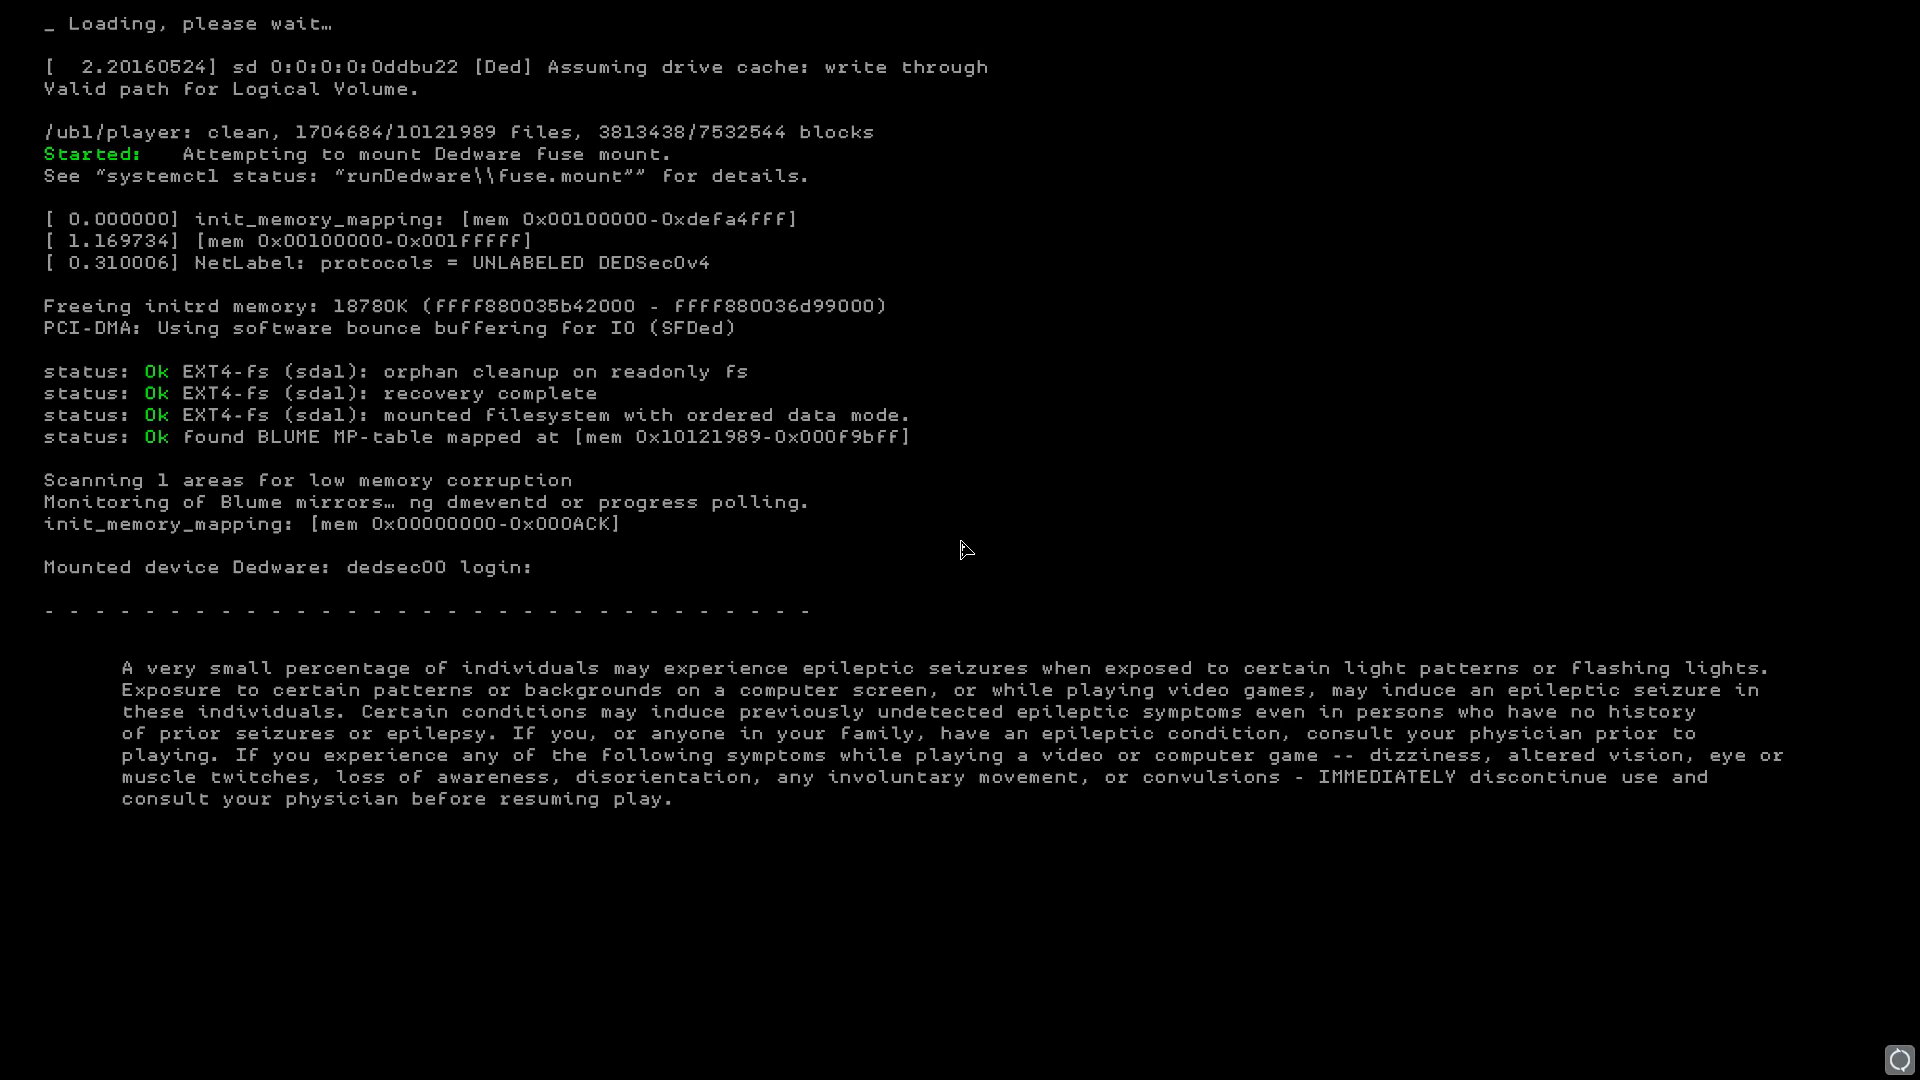 _ Loading, please wait…
[  2.20160524] sd 0:0:0:0:0ddbu22 [Ded] Assuming drive cache: write through
Valid path for Logical Volume.
/ubl/player: clean, 1704684/10121989 files, 3813438/7532544 blocks
Started:   Attempting to mount Dedware fuse mount.
See “systemctl status: “runDedware\\fuse.mount”” for details.
[ 0.000000] init_memory_mapping: [mem 0x00100000-0xdefa4fff]
[ 1.169734] [mem 0x00100000-0x001fffff]
[ 0.310006] NetLabel: protocols = UNLABELED DEDSecOv4
Freeing initrd memory: 18780K (ffff880035b42000 - ffff880036d99000)
PCI-DMA: Using software bounce buffering for IO (SFDed)
status: Ok EXT4-fs (sda1): orphan cleanup on readonly fs
status: Ok EXT4-fs (sda1): recovery complete
status: Ok EXT4-fs (sda1): mounted filesystem with ordered data mode.
status: Ok found BLUME MP-table mapped at [mem 0x10121989-0x000f9bff]
Scanning 1 areas for low memory corruption
Monitoring of Blume mirrors… ng dmeventd or progress polling.
init_memory_mapping: [mem 0x00000000-0x000ACK]
Mounted device Dedware: dedsec00 login:
- - - - - - - - - - - - - - - - - - - - - - - - - - - - - - -
A very small percentage of individuals may experience epileptic seizures when exposed to certain light patterns or flashing lights.
Exposure to certain patterns or backgrounds on a computer screen, or while playing video games, may induce an epileptic seizure in
these individuals. Certain conditions may induce previously undetected epileptic symptoms even in persons who have no history
of prior seizures or epilepsy. If you, or anyone in your family, have an epileptic condition, consult your physician prior to
playing. If you experience any of the following symptoms while playing a video or computer game -- dizziness, altered vision, eye or
muscle twitches, loss of awareness, disorientation, any involuntary movement, or convulsions - IMMEDIATELY discontinue use and
consult your physician before resuming play.